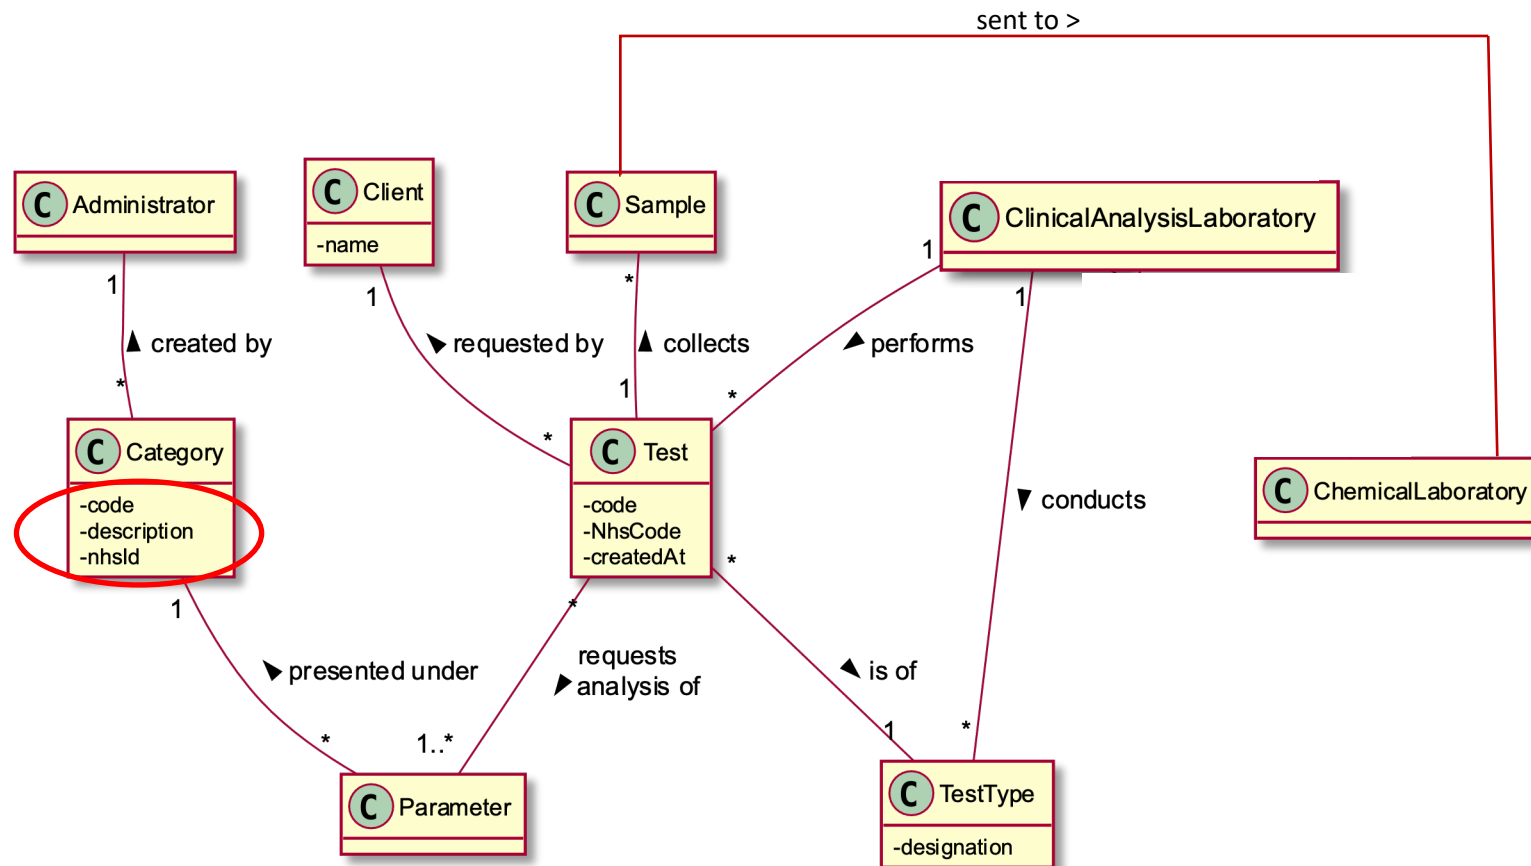 sent to >
C Administrator
C Client
-name
C Sample
C ClinicalAnalysisLaboratory
1
1
1
*
1
created by
requested by
collects
performs
*
1
*
*
C Category
-code
-description
-nhsId
C Test
-code
-NhsCode
-createdAt
conducts
C ChemicalLaboratory
*
*
1
presented under
requests
analysis of
is of
*
1..*
1
*
C Parameter
C TestType
-designation